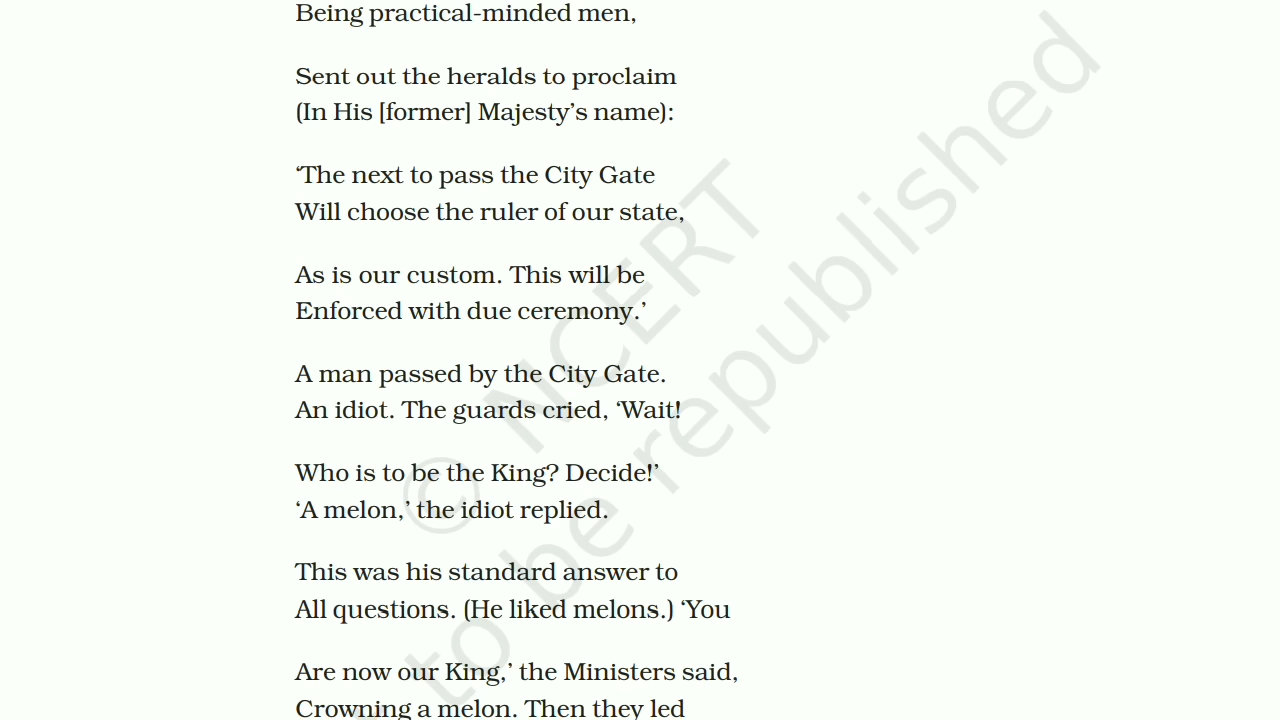 Being practical-minded men,
Sent out the heralds to proclaim
(In His [former] Majesty’s name):
‘The next to pass the City Gate
Will choose the ruler of our state,
As is our custom. This will be
Enforced with due ceremony.’
A man passed by the City Gate.
An idiot. The guards cried, ‘Wait!
Who is to be the King? Decide!’
‘A melon,’ the idiot replied.
This was his standard answer to
All questions. (He liked melons.) ‘You
Are now our King,’ the Ministers said,
Crowning a melon. Then they led
© NCERT
to be republished